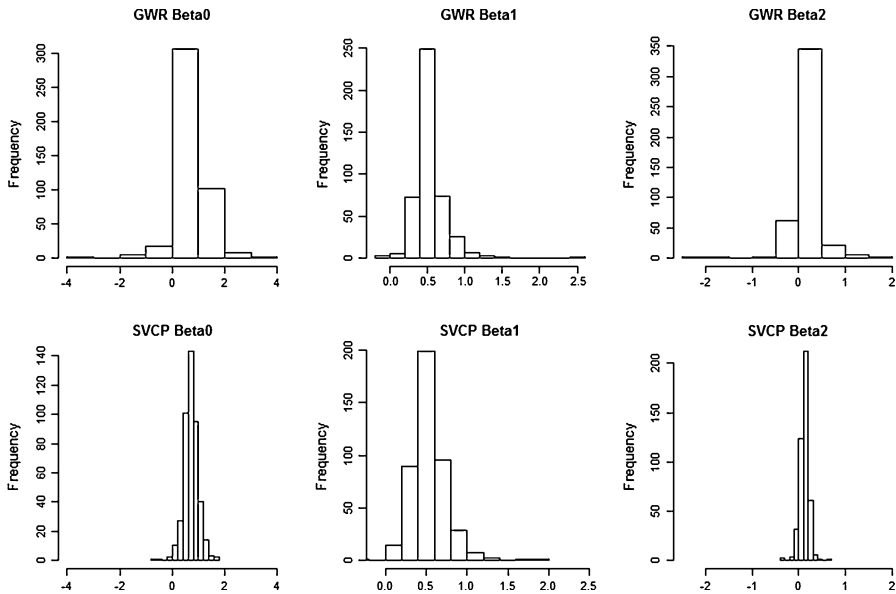 GWR Beta0
Frequency
0 50 100 150 200 250 300
-4 -2 0 2 4
GWR Beta1
Frequency
0 50 100 150 200 250
0.0 0.5 1.0 1.5 2.0 2.5
GWR Beta2
Frequency
0 50 100 150 200 250 300 350
-2 -1 0 1 2
SVCP Beta0
Frequency
0 20 40 60 80 100 120 140
-4 -2 0 2 4
SVCP Beta1
Frequency
0 50 100 150 200
0.0 0.5 1.0 1.5 2.0 2.5
SVCP Beta2
Frequency
0 50 100 150 200
-2 -1 0 1 2